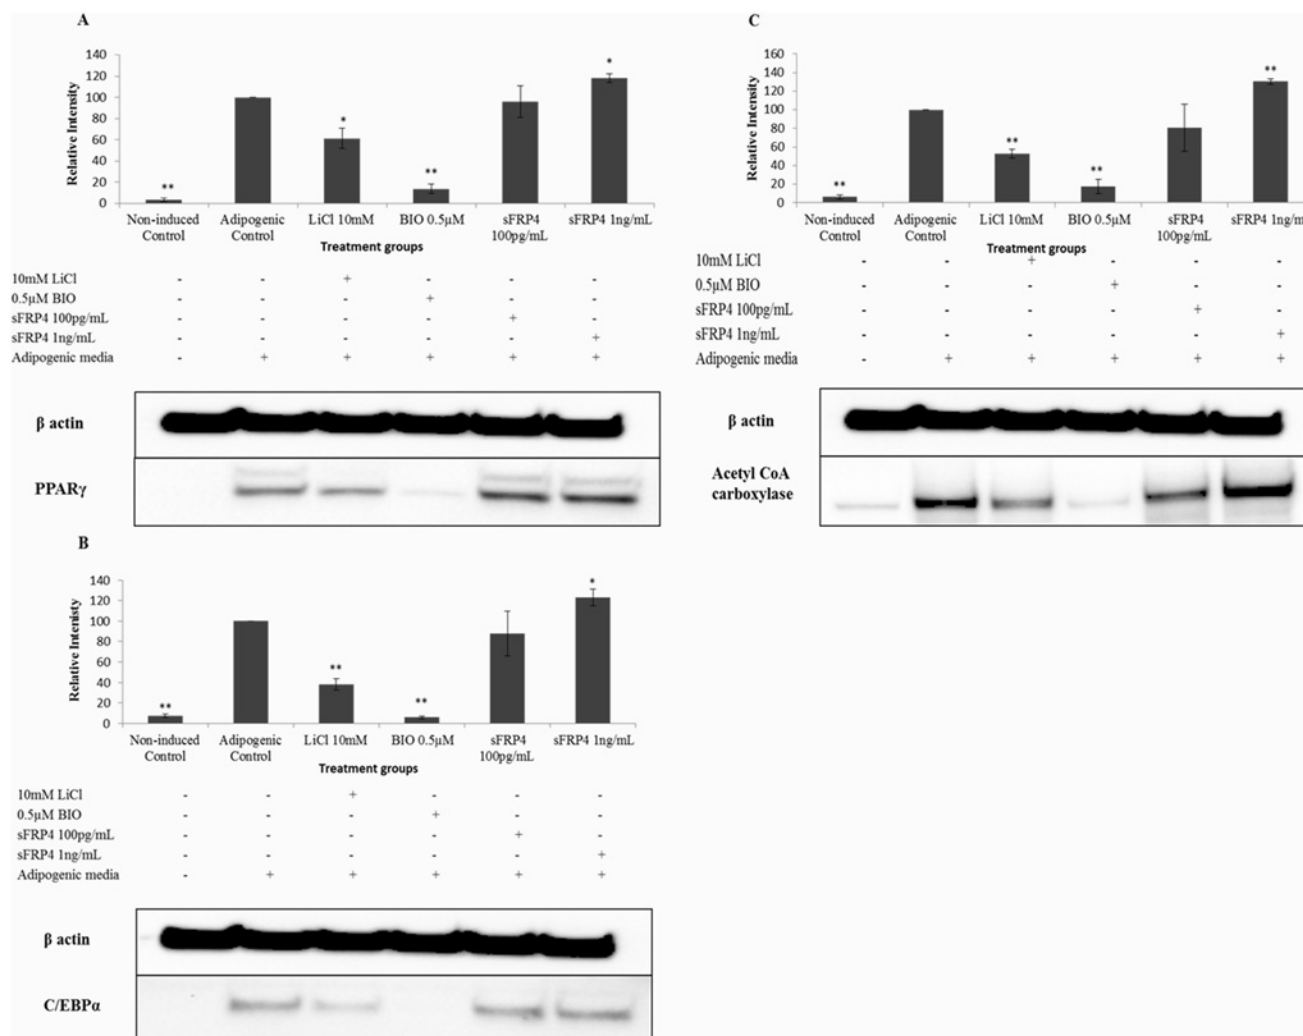 A
140
120
100
80
60
40
20
0
Relative Intensity
**
*
**
*
Non-induced Control
Adipogenic Control
LiCl 10mM
BIO 0.5µM
sFRP4 100pg/mL
sFRP4 1ng/mL
Treatment groups
10mM LiCl - - + - - -
0.5µM BIO - - - + - -
sFRP4 100pg/mL - - - - + -
sFRP4 1ng/mL - - - - - +
Adipogenic media - + + + + +
β actin
PPARγ
B
140
120
100
80
60
40
20
0
Relative Intenisty
**
**
**
*
Non-induced Control
Adipogenic Control
LiCl 10mM
BIO 0.5µM
sFRP4 100pg/mL
sFRP4 1ng/mL
Treatment groups
10mM LiCl - - + - - -
0.5µM BIO - - - + - -
sFRP4 100pg/mL - - - - + -
sFRP4 1ng/mL - - - - - +
Adipogenic media - + + + + +
β actin
C/EBPα
C
160
140
120
100
80
60
40
20
0
Relative Intensity
**
**
**
**
Non-induced Control
Adipogenic Control
LiCl 10mM
BIO 0.5µM
sFRP4 100pg/mL
sFRP4 1ng/m
Treatment groups
10mM LiCl - - + - - -
0.5µM BIO - - - + - -
sFRP4 100pg/mL - - - - + -
sFRP4 1ng/mL - - - - - +
Adipogenic media - + + + + +
β actin
Acetyl CoA
carboxylase